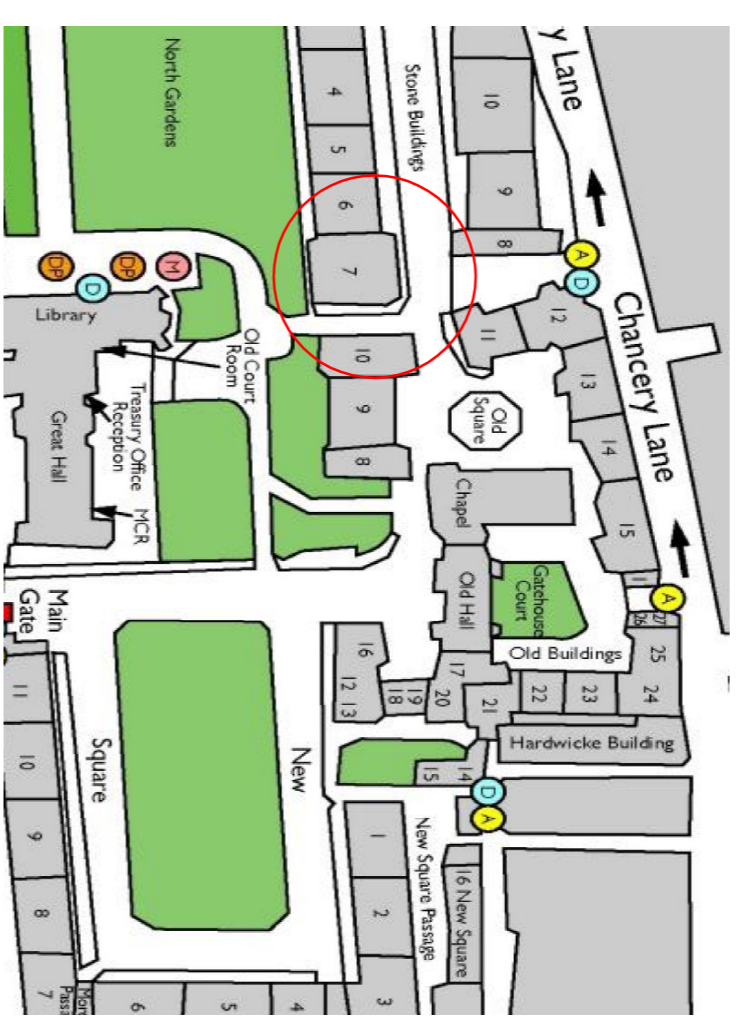 y Lane
North Gardens
Stone Buildings
4
5
6
7
10
9
8
A
D
DP
DP
M
D
Library
Old Court
Room
Treasury Office
Reception
MCR
Great Hall
10
9
8
11
12
13
14
15
Chancery Lane
Old
Square
Chapel
Old Hall
Gatehouse
Court
Old Buildings
1
A
27
26
25
24
23
22
21
20
19
18
17
16
12
13
Hardwicke Building
14
15
D
A
Main
Gate
New
Square
11
10
9
8
7
6
5
4
3
2
1
New Square Passage
16 New Square